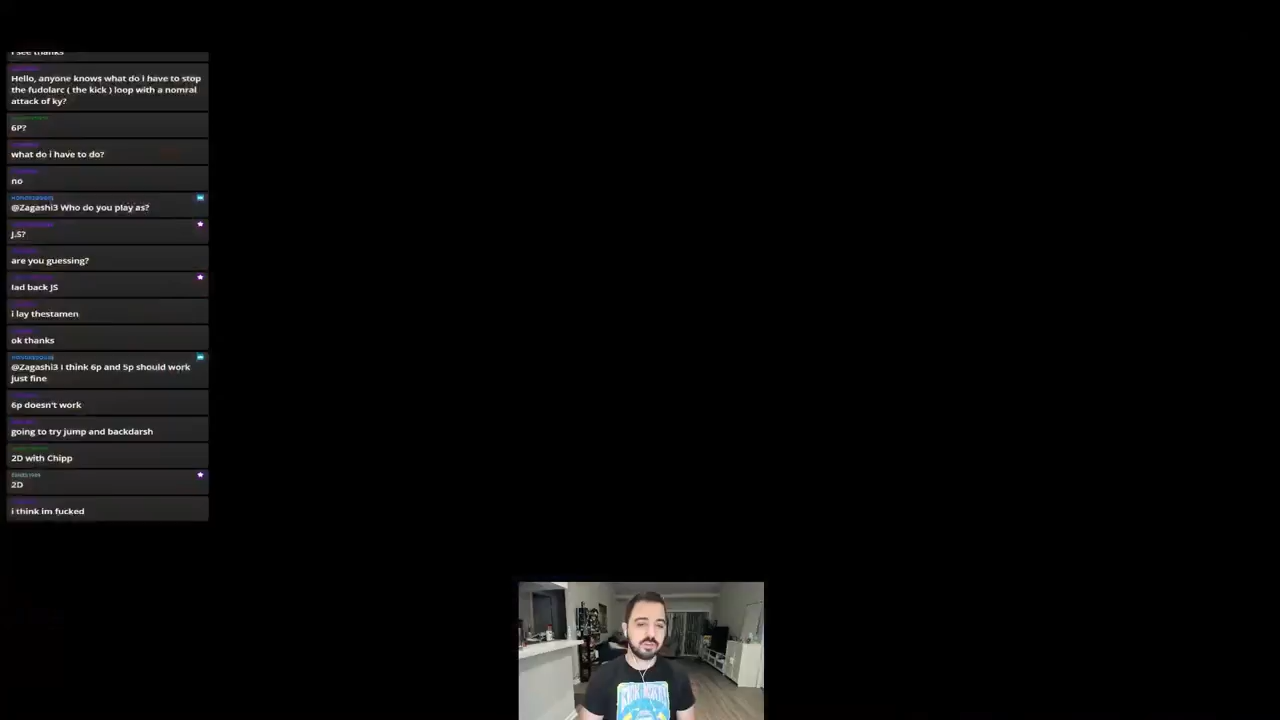 I see thanks
Hello, anyone knows what do i have to stop
the fudolarc ( the kick ) loop with a nomral
attack of ky?
6P?
what do i have to do?
no
@Zagashi3 Who do you play as?
J.S?
are you guessing?
lad back JS
i lay thestamen
ok thanks
@Zagashi3 I think 6p and 5p should work
just fine
6p doesn't work
going to try jump and backdarsh
2D with Chipp
2D
i think im fucked